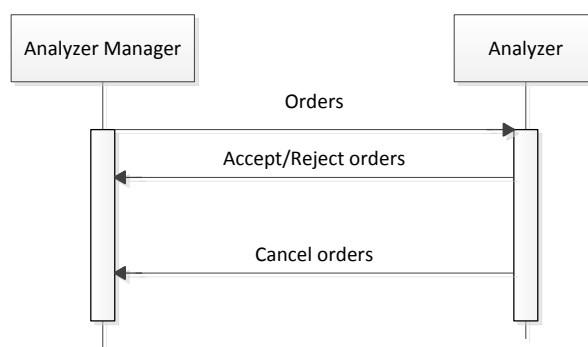 Analyzer Manager
Analyzer
Orders
Accept/Reject orders
Cancel orders